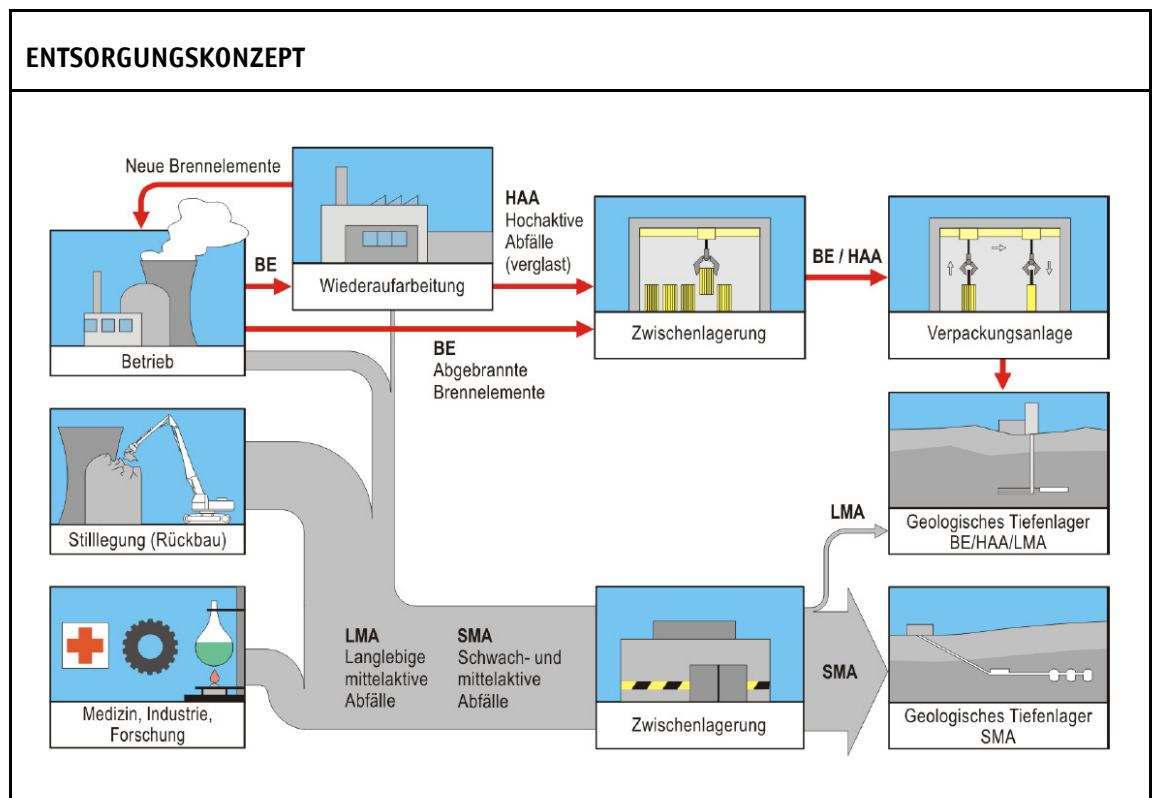 ENTSORGUNGSKONZEPT
Neue Brennelemente
BE
Wiederaufarbeitung
HAA
Hochaktive
Abfälle
(verglast)
Zwischenlagerung
BE / HAA
Verpackungsanlage
Betrieb
BE
Abgebrannte
Brennelemente
Stilllegung (Rückbau)
LMA
Geologisches Tiefenlager
BE/HAA/LMA
Medizin, Industrie,
Forschung
LMA
Langlebige
mittelaktive
Abfälle
SMA
Schwach- und
mittelaktive
Abfälle
Zwischenlagerung
SMA
Geologisches Tiefenlager
SMA